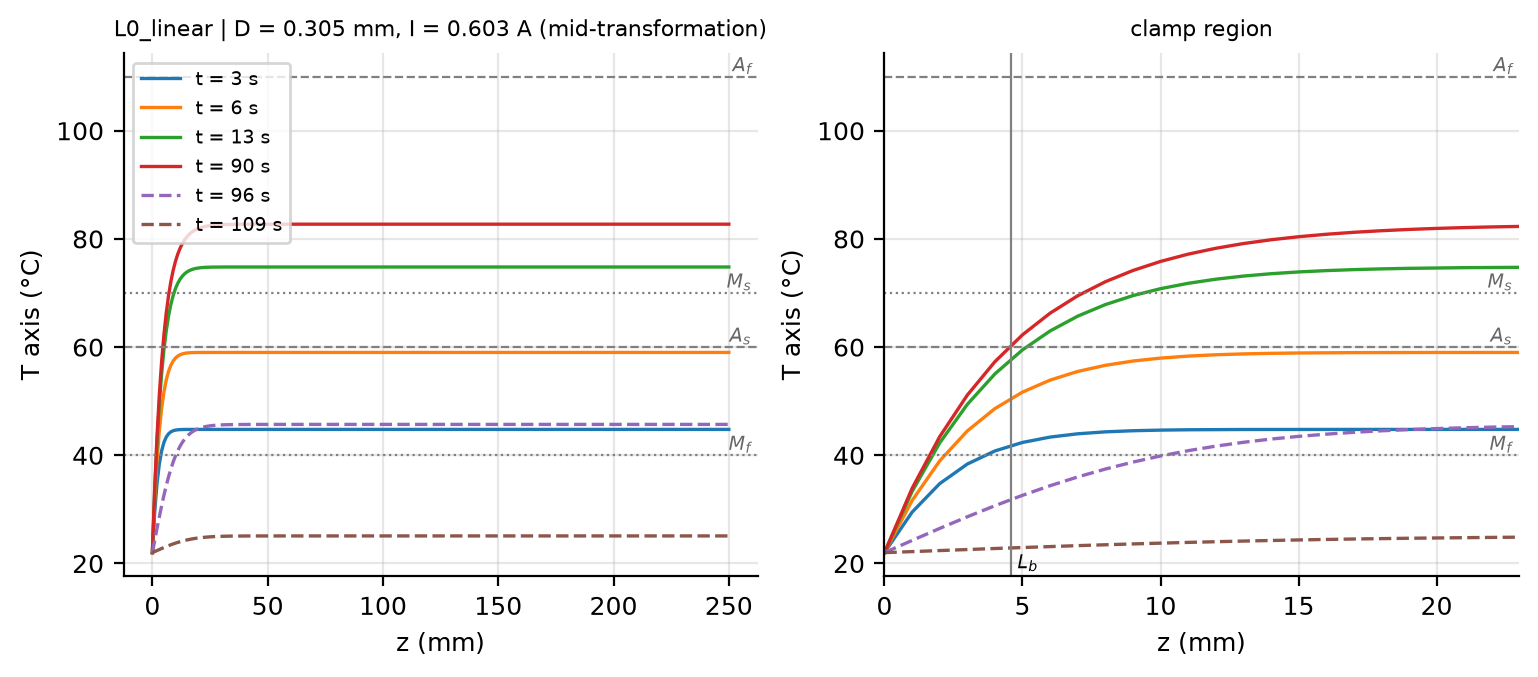 L0_linear | D = 0.305 mm, I = 0.603 A (mid-transformation)
t = 3 s
t = 6 s
t = 13 s
t = 90 s
t = 96 s
t = 109 s
A_f
M_s
A_s
M_f
100
80
60
40
20
T axis (°C)
0
50
100
150
200
250
z (mm)
clamp region
A_f
M_s
A_s
M_f
L_b
100
80
60
40
20
T axis (°C)
0
5
10
15
20
z (mm)